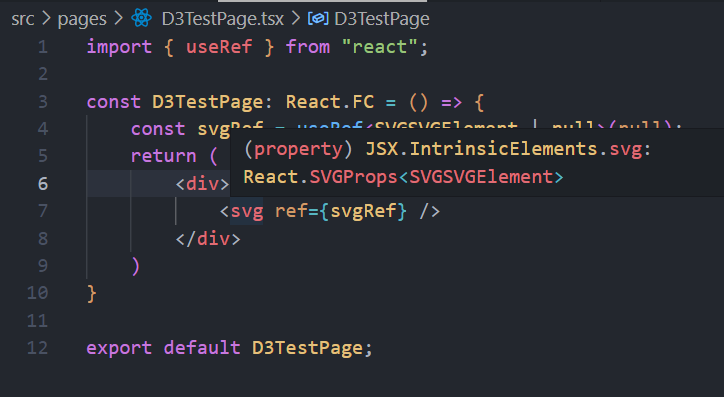 src > pages > D3TestPage.tsx > D3TestPage
1 import { useRef } from "react";
2
3 const D3TestPage: React.FC = () => {
4 const svgRef = useRef<SVGSVGElement | null>(null);
(property) JSX.IntrinsicElements.svg:
5 return (
React.SVGProps<SVGSVGElement>
6 <div>
7 <svg ref={svgRef} />
8 </div>
9 )
10 }
11
12 export default D3TestPage;